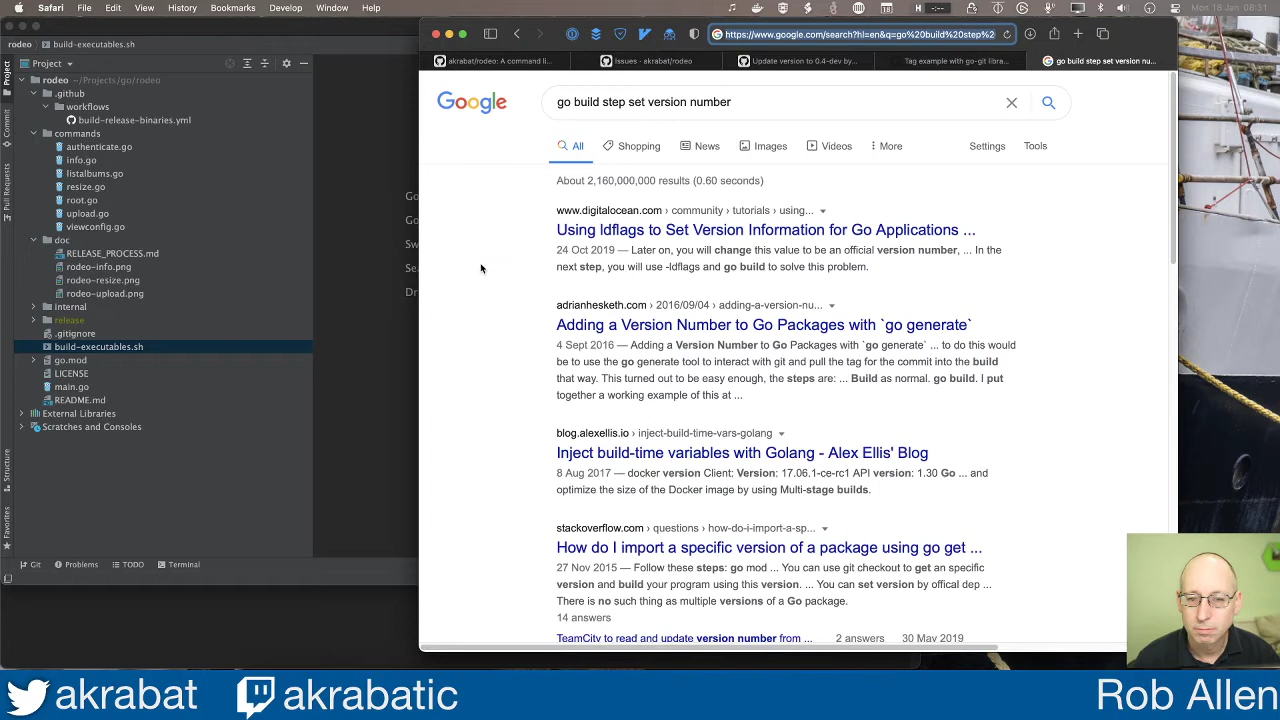 Mon 18 Jan 08:31
rodeo
build-executables.sh
https://www.google.com/search?hl=en&q=go%20build%20step%2
akrabat/rodeo: A command li...
Issues - akrabat/rodeo
Update version to 0.4-dev by...
Tag example with go-git libra...
go build step set version nu...
Project
rodeo ~/Projects/go/rodeo
.github
workflows
build-release-binaries.yml
commands
authenticate.go
info.go
listalbums.go
resize.go
root.go
upload.go
viewconfig.go
doc
RELEASE_PROCESS.md
rodeo-info.png
rodeo-resize.png
rodeo-upload.png
internal
release
.gitignore
build-executables.sh
go.mod
LICENSE
main.go
README.md
External Libraries
Scratches and Consoles
Project
Commit
Pull Requests
Structure
Favorites
Git
Problems
TODO
Terminal
Go
Go
Sw
Se
Dr
Google
go build step set version number
All
Shopping
News
Images
Videos
More
Settings
Tools
About 2,160,000,000 results (0.60 seconds)
www.digitalocean.com › community › tutorials › using...
Using ldflags to Set Version Information for Go Applications ...
24 Oct 2019 — Later on, you will change this value to be an official version number, ... In the
next step, you will use -ldflags and go build to solve this problem.
adrianhesketh.com › 2016/09/04 › adding-a-version-nu...
Adding a Version Number to Go Packages with `go generate`
4 Sept 2016 — Adding a Version Number to Go Packages with `go generate` ... to do this would
be to use the go generate tool to interact with git and pull the tag for the commit into the build
that way. This turned out to be easy enough, the steps are: ... Build as normal. go build. I put
together a working example of this at ...
blog.alexellis.io › inject-build-time-vars-golang
Inject build-time variables with Golang - Alex Ellis' Blog
8 Aug 2017 — docker version Client: Version: 17.06.1-ce-rc1 API version: 1.30 Go ... and
optimize the size of the Docker image by using Multi-stage builds.
stackoverflow.com › questions › how-do-i-import-a-sp...
How do I import a specific version of a package using go get ...
27 Nov 2015 — Follow these steps: go mod ... You can use git checkout to get an specific
version and build your program using this version. ... You can set version by offical dep ...
There is no such thing as multiple versions of a Go package.
14 answers
TeamCity to read and update version number from ...
2 answers
30 May 2019
akrabat
akrabatic
Rob Allen